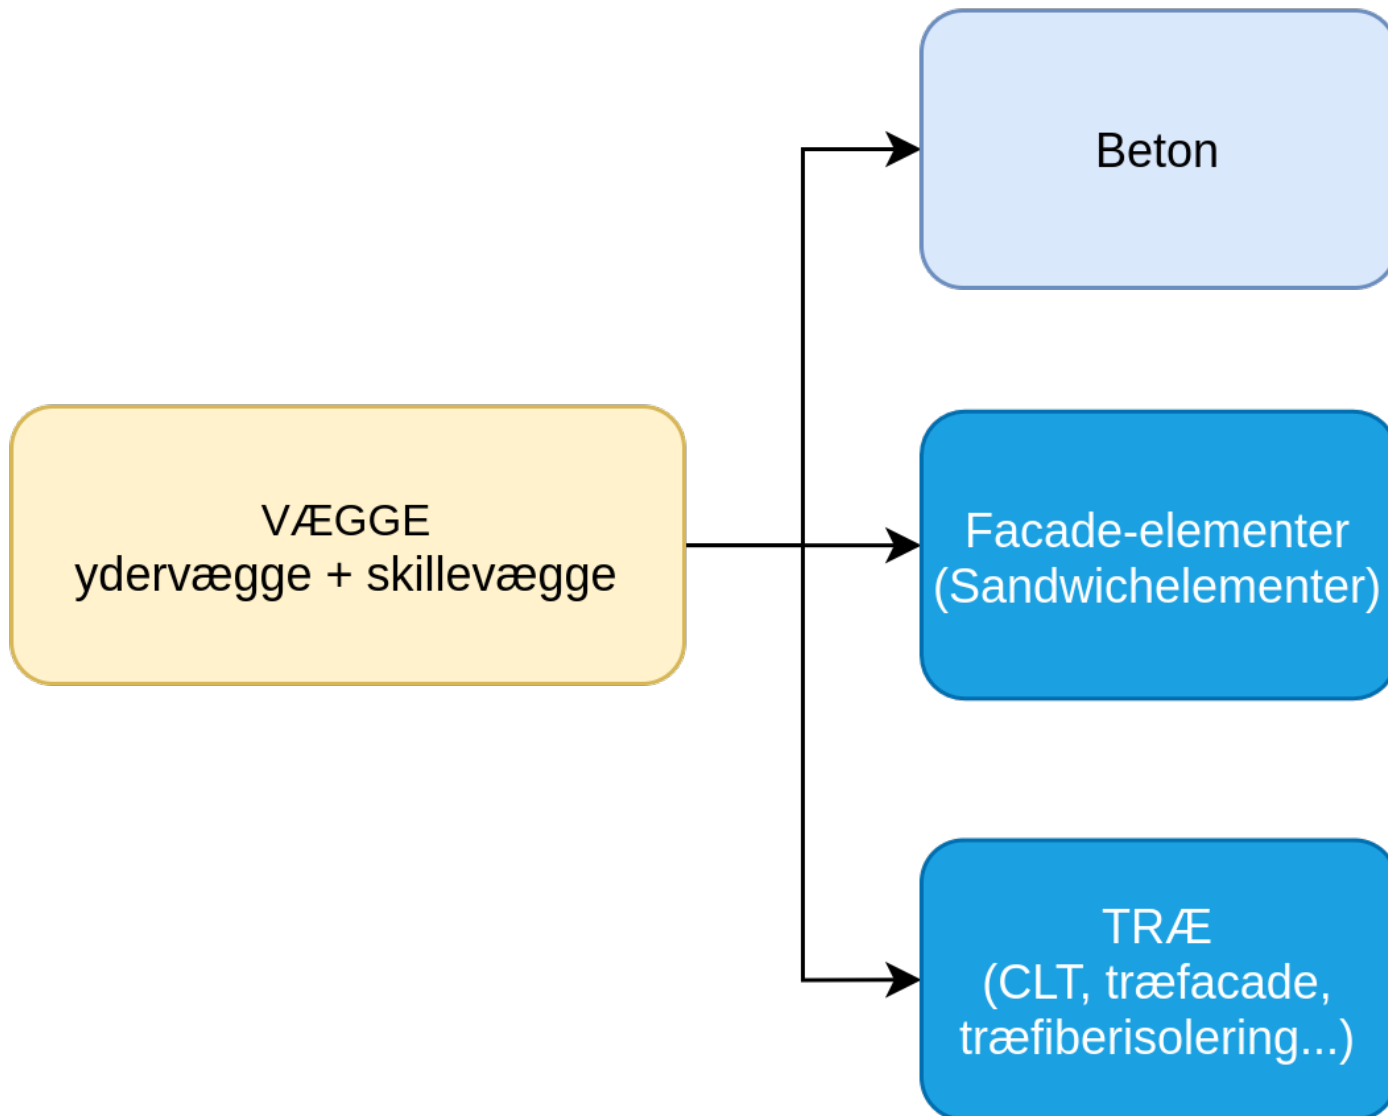 Beton
VÆGGE
ydervægge + skillevægge
Facade-elementer
(Sandwichelementer)
TRÆ
(CLT, træfacade,
træfiberisolering...)